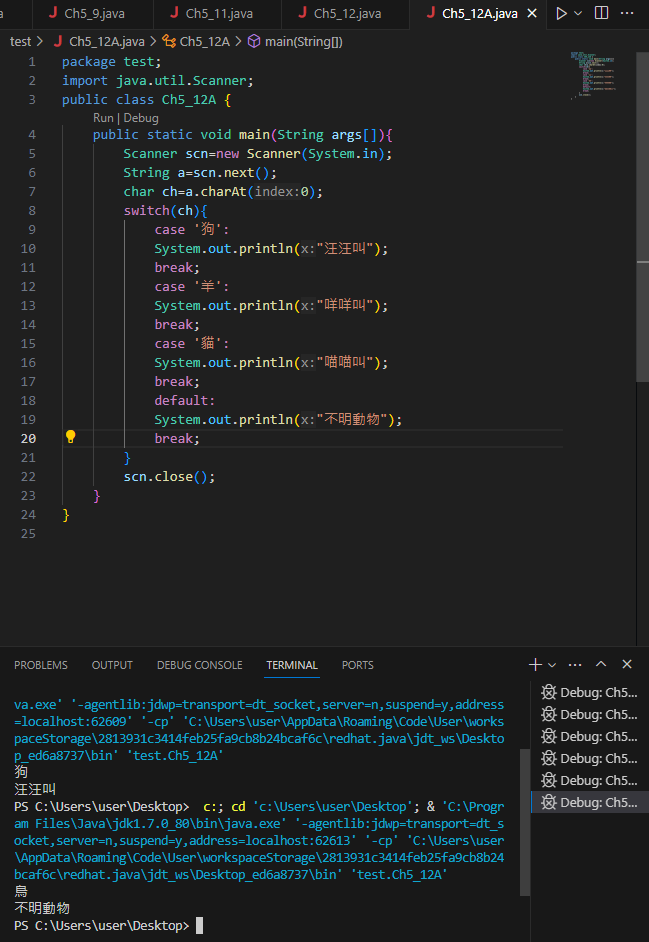 Ch5_9.java Ch5_11.java Ch5_12.java Ch5_12A.java
test > Ch5_12A.java > Ch5_12A > main(String[])
1 package test;
2 import java.util.Scanner;
3 public class Ch5_12A {
Run | Debug
4 public static void main(String args[]){
5 Scanner scn=new Scanner(System.in);
6 String a=scn.next();
7 char ch=a.charAt(index:0);
8 switch(ch){
9 case '狗':
10 System.out.println(x:"汪汪叫");
11 break;
12 case '羊':
13 System.out.println(x:"咩咩叫");
14 break;
15 case '貓':
16 System.out.println(x:"喵喵叫");
17 break;
18 default:
19 System.out.println(x:"不明動物");
20 break;
21 }
22 scn.close();
23 }
24 }
25
PROBLEMS OUTPUT DEBUG CONSOLE TERMINAL PORTS
va.exe' '-agentlib:jdwp=transport=dt_socket,server=n,suspend=y,address
=localhost:62609' '-cp' 'C:\Users\user\AppData\Roaming\Code\User\works
paceStorage\2813931c3414feb25fa9cb8b24bcaf6c\redhat.java\jdt_ws\Deskto
p_ed6a8737\bin' 'test.Ch5_12A'
狗
汪汪叫
PS C:\Users\user\Desktop> c:; cd 'c:\Users\user\Desktop'; & 'C:\Progr
am Files\Java\jdk1.7.0_80\bin\java.exe' '-agentlib:jdwp=transport=dt_s
ocket,server=n,suspend=y,address=localhost:62613' '-cp' 'C:\Users\user
\AppData\Roaming\Code\User\workspaceStorage\2813931c3414feb25fa9cb8b24
bcaf6c\redhat.java\jdt_ws\Desktop_ed6a8737\bin' 'test.Ch5_12A'
鳥
不明動物
PS C:\Users\user\Desktop>
Debug: Ch5...
Debug: Ch5...
Debug: Ch5...
Debug: Ch5...
Debug: Ch5...
Debug: Ch5...